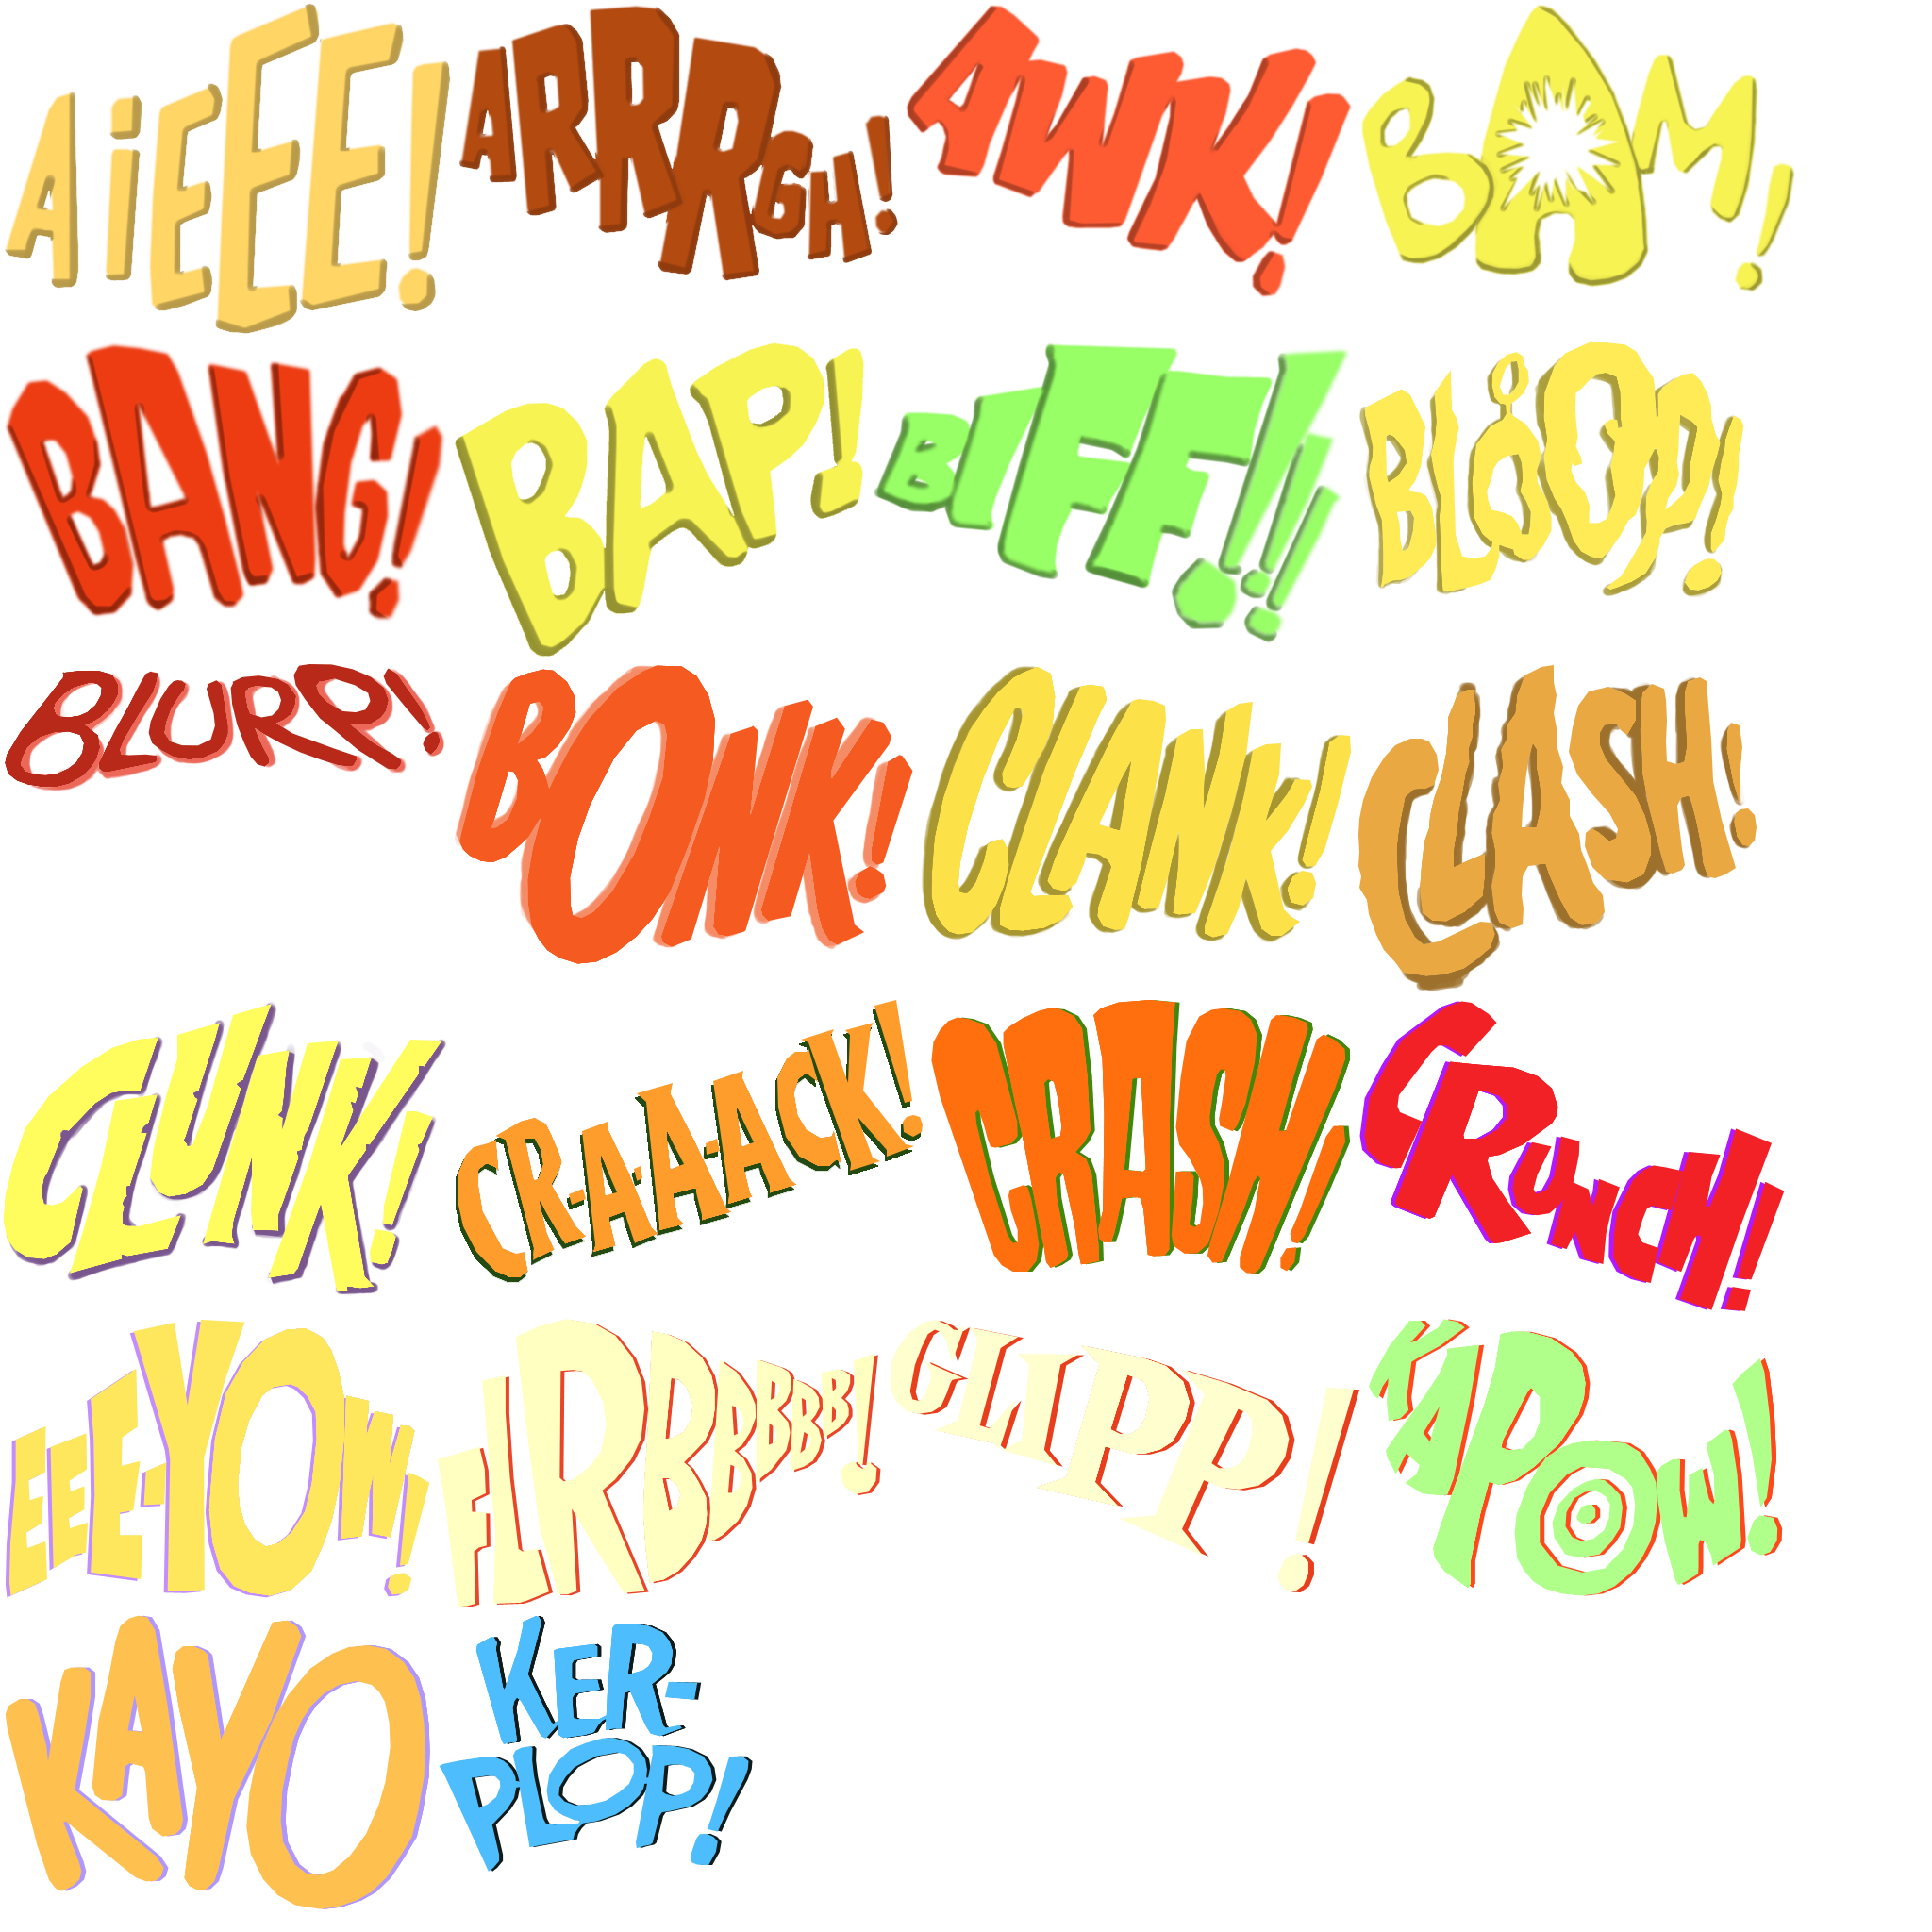 AiEEE!
ARRRRGH!
AWK!
BAM!
BANG!
BAP!
BIFF!!!
BLOOP!
BLURP!
BONK!
CLANK!
CLASH!
CLUNK!
CR-A-A-ACK!
CRASH!
CRUNCH!
EEE-YOW!
FLRBBBBB!
GLIPP!
KAPOW!
KAYO
KER-
PLOP!